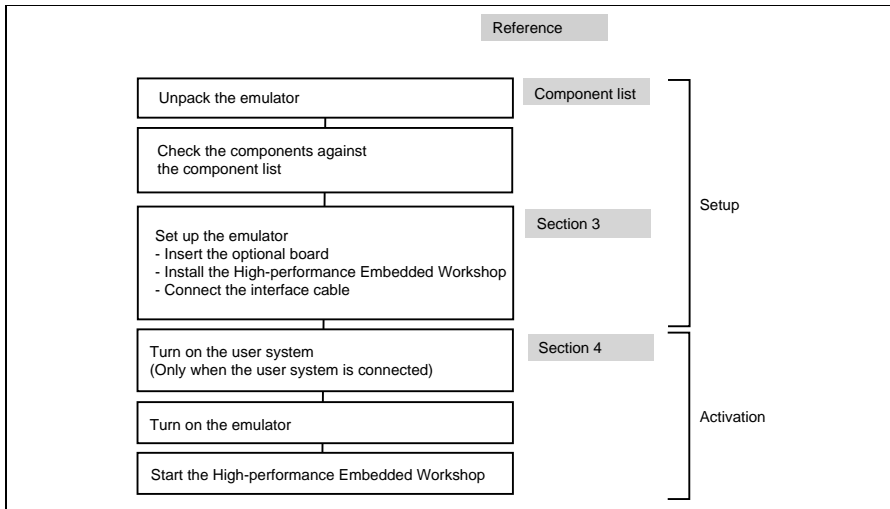 Reference
Unpack the emulator
Component list
Check the components against
the component list
Setup
Set up the emulator
- Insert the optional board
- Install the High-performance Embedded Workshop
- Connect the interface cable
Section 3
Turn on the user system
(Only when the user system is connected)
Section 4
Turn on the emulator
Activation
Start the High-performance Embedded Workshop